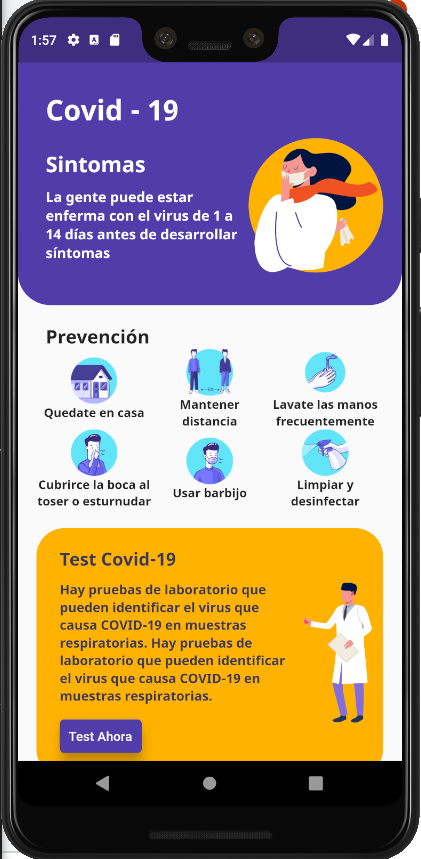 1:57
Covid - 19
Sintomas
La gente puede estar
enferma con el virus de 1 a
14 días antes de desarrollar
síntomas
Prevención
Quedate en casa
Mantener
distancia
Lavate las manos
frecuentemente
Cubrirce la boca al
toser o esturnudar
Usar barbijo
Limpiar y
desinfectar
Test Covid-19
Hay pruebas de laboratorio que
pueden identificar el virus que
causa COVID-19 en muestras
respiratorias. Hay pruebas de
laboratorio que pueden identificar
el virus que causa COVID-19 en
muestras respiratorias.
Test Ahora